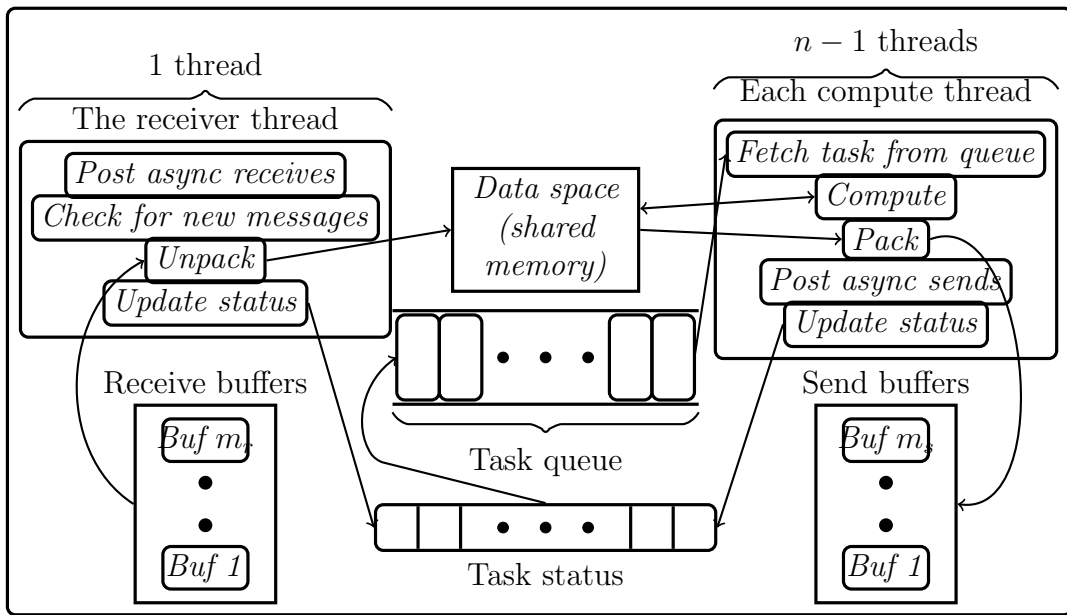 1 thread
The receiver thread
Post async receives
Check for new messages
Unpack
Update status
Receive buffers
Buf m_r
Buf 1
Data space
(shared
memory)
Task queue
Task status
n − 1 threads
Each compute thread
Fetch task from queue
Compute
Pack
Post async sends
Update status
Send buffers
Buf m_s
Buf 1